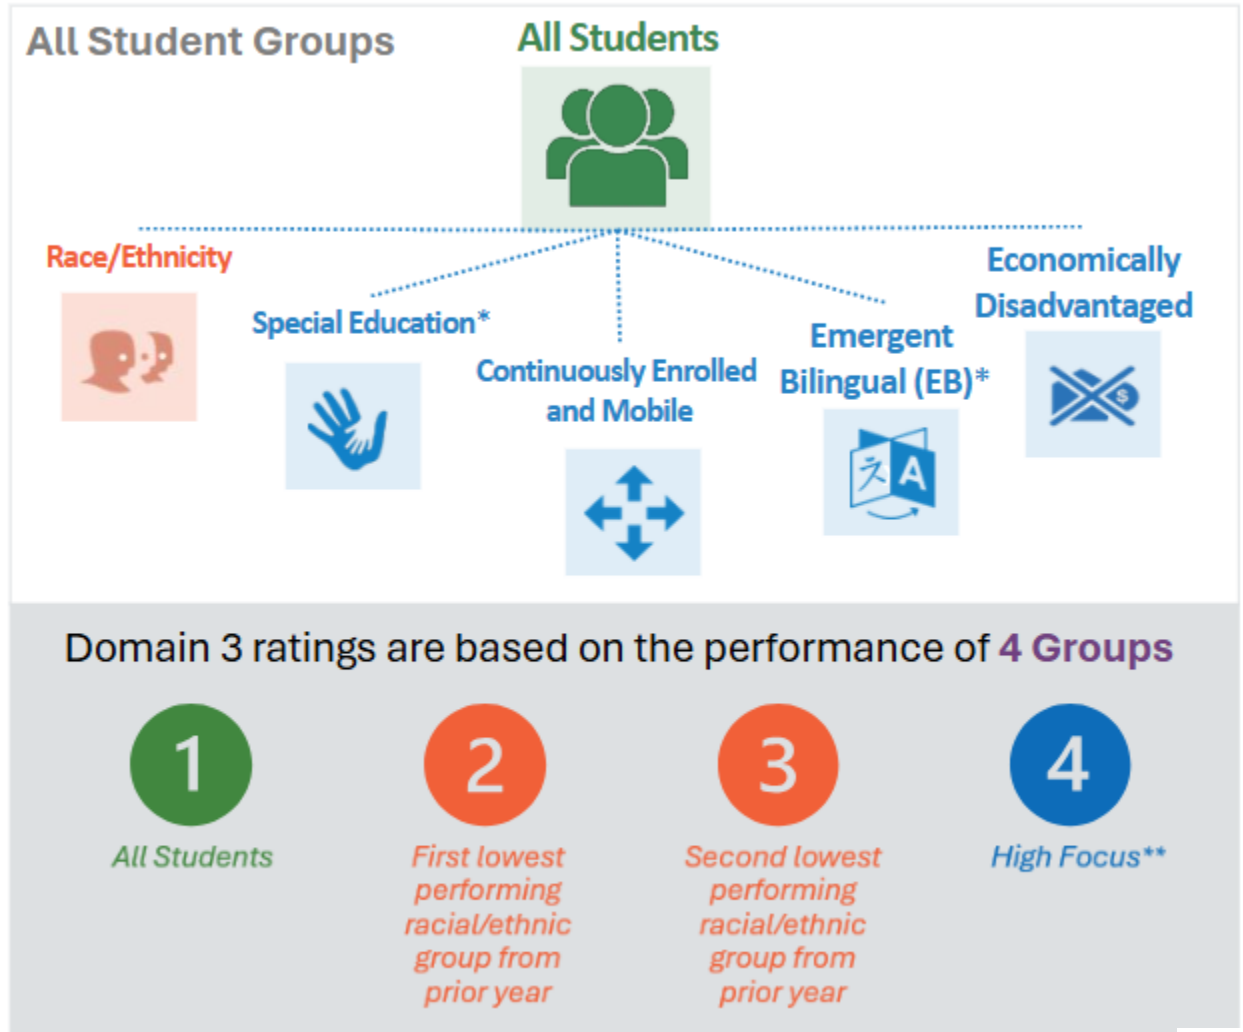 All Student Groups
All Students
Race/Ethnicity
Special Education*
Continuously Enrolled
and Mobile
Emergent
Bilingual (EB)*
Economically
Disadvantaged
$
A
Domain 3 ratings are based on the performance of 4 Groups
1
All Students
2
First lowest
performing
racial/ethnic
group from
prior year
3
Second lowest
performing
racial/ethnic
group from
prior year
4
High Focus**